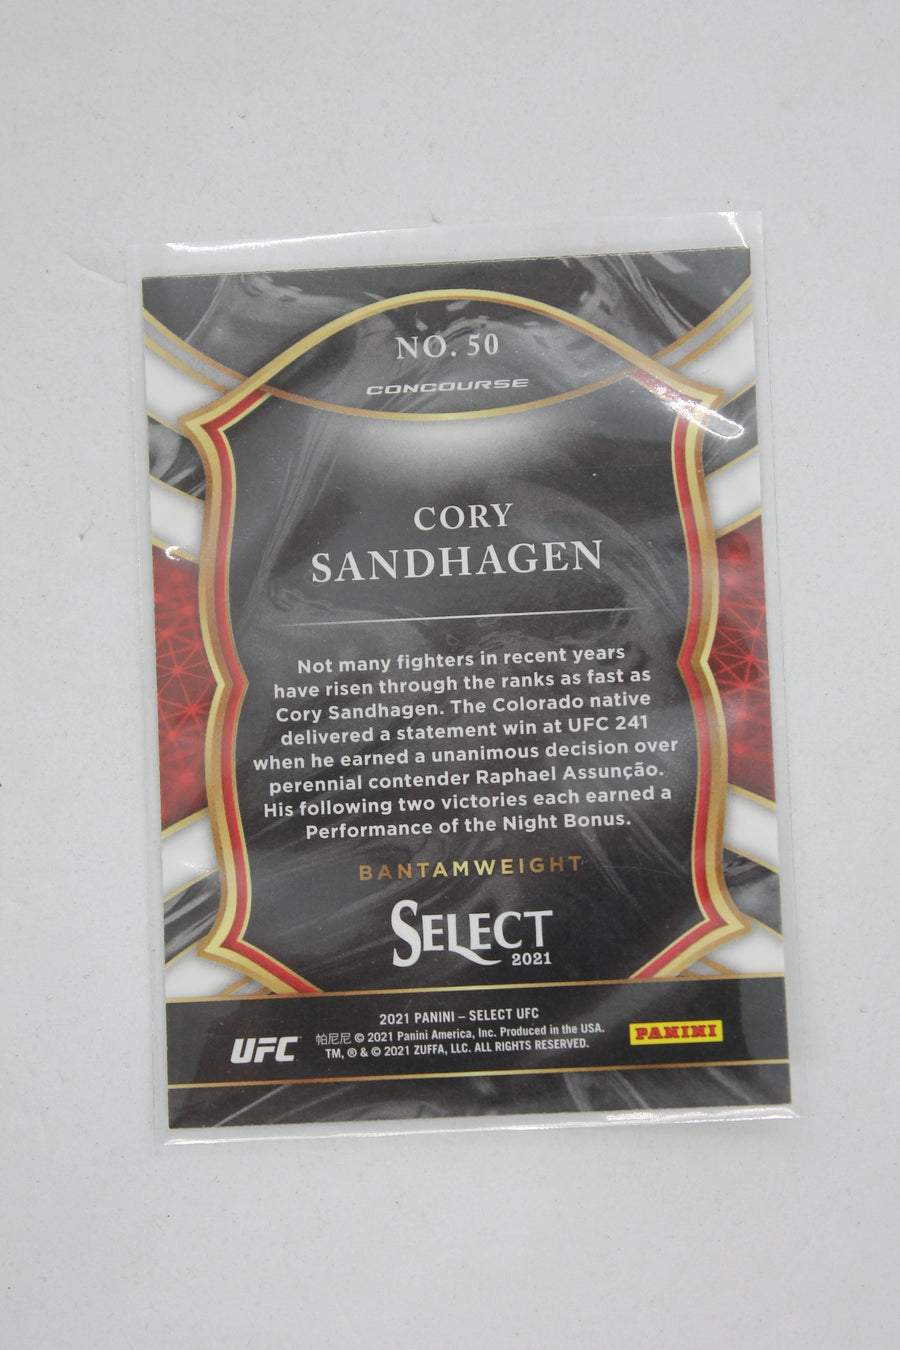 NO. 50
CONCOURSE
CORY
SANDHAGEN
Not many fighters in recent years
have risen through the ranks as fast as
Cory Sandhagen. The Colorado native
delivered a statement win at UFC 241
when he earned a unanimous decision over
perennial contender Raphael Assunção.
His following two victories each earned a
Performance of the Night Bonus.
BANTAMWEIGHT
SELECT
2021
2021 PANINI – SELECT UFC
帕尼尼 © 2021 Panini America, Inc. Produced in the USA.
TM, ® & © 2021 ZUFFA, LLC. ALL RIGHTS RESERVED.
UFC
PANINI